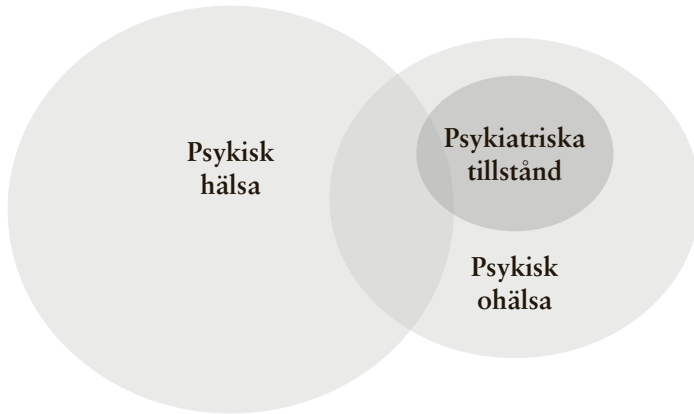 Psykisk
hälsa
Psykiatriska
tillstånd
Psykisk
ohälsa